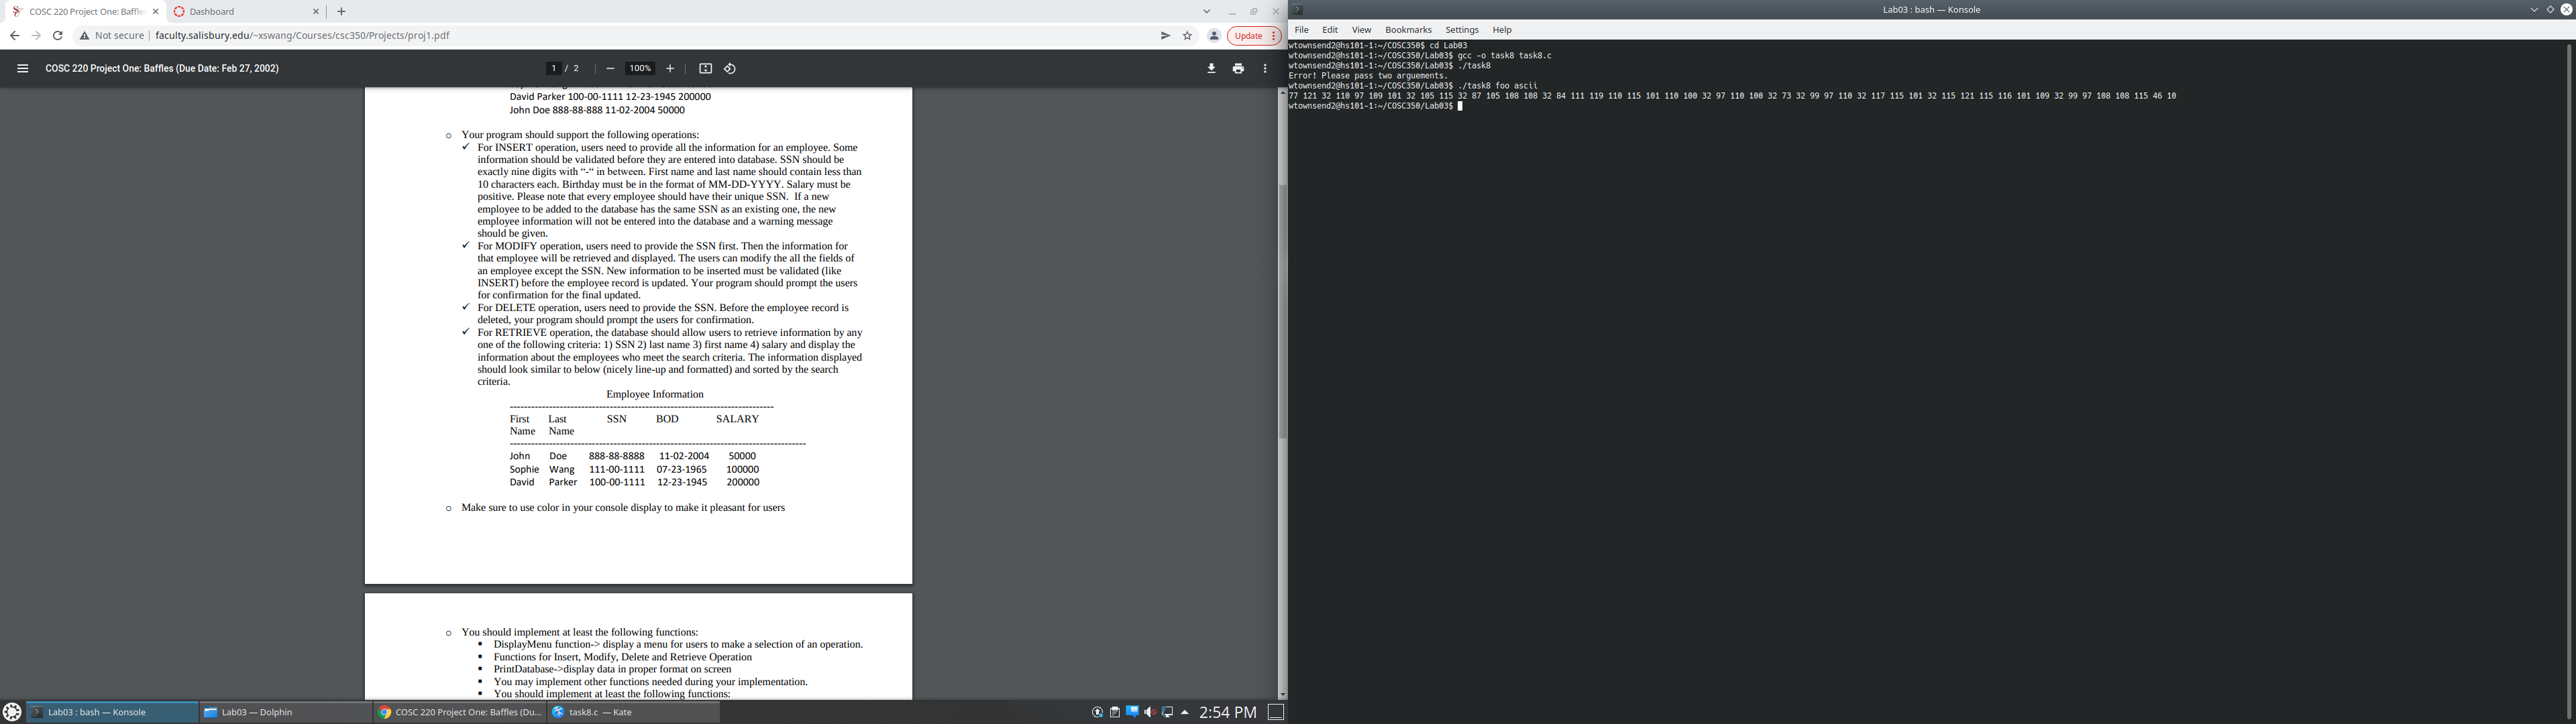 COSC 220 Project One: Baffle
Dashboard
Not secure
faculty.salisbury.edu/~xswang/Courses/csc350/Projects/proj1.pdf
Update
COSC 220 Project One: Baffles (Due Date: Feb 27, 2002)
1 / 2
100%
David Parker 100-00-1111 12-23-1945 200000
John Doe 888-88-888 11-02-2004 50000
o Your program should support the following operations:
✓ For INSERT operation, users need to provide all the information for an employee. Some
information should be validated before they are entered into database. SSN should be
exactly nine digits with “-“ in between. First name and last name should contain less than
10 characters each. Birthday must be in the format of MM-DD-YYYY. Salary must be
positive. Please note that every employee should have their unique SSN. If a new
employee to be added to the database has the same SSN as an existing one, the new
employee information will not be entered into the database and a warning message
should be given.
✓ For MODIFY operation, users need to provide the SSN first. Then the information for
that employee will be retrieved and displayed. The users can modify the all the fields of
an employee except the SSN. New information to be inserted must be validated (like
INSERT) before the employee record is updated. Your program should prompt the users
for confirmation for the final updated.
✓ For DELETE operation, users need to provide the SSN. Before the employee record is
deleted, your program should prompt the users for confirmation.
✓ For RETRIEVE operation, the database should allow users to retrieve information by any
one of the following criteria: 1) SSN 2) last name 3) first name 4) salary and display the
information about the employees who meet the search criteria. The information displayed
should look similar to below (nicely line-up and formatted) and sorted by the search
criteria.
Employee Information
First Last SSN BOD SALARY
Name Name
John Doe 888-88-8888 11-02-2004 50000
Sophie Wang 111-00-1111 07-23-1965 100000
David Parker 100-00-1111 12-23-1945 200000
o Make sure to use color in your console display to make it pleasant for users
o You should implement at least the following functions:
▪ DisplayMenu function-> display a menu for users to make a selection of an operation.
▪ Functions for Insert, Modify, Delete and Retrieve Operation
▪ PrintDatabase->display data in proper format on screen
▪ You may implement other functions needed during your implementation.
▪ You should implement at least the following functions:
Lab03 : bash — Konsole
File Edit View Bookmarks Settings Help
wtownsend2@hs101-1:~/COSC350$ cd Lab03
wtownsend2@hs101-1:~/COSC350/Lab03$ gcc -o task8 task8.c
wtownsend2@hs101-1:~/COSC350/Lab03$ ./task8
Error! Please pass two arguements.
wtownsend2@hs101-1:~/COSC350/Lab03$ ./task8 foo ascii
77 121 32 110 97 109 101 32 105 115 32 87 105 108 108 32 84 111 119 110 115 101 110 100 32 97 110 100 32 73 32 99 97 110 32 117 115 101 32 115 121 115 116 101 109 32 99 97 108 108 115 46 10
wtownsend2@hs101-1:~/COSC350/Lab03$
Lab03 : bash — Konsole
Lab03 — Dolphin
COSC 220 Project One: Baffles (Du...
task8.c — Kate
2:54 PM